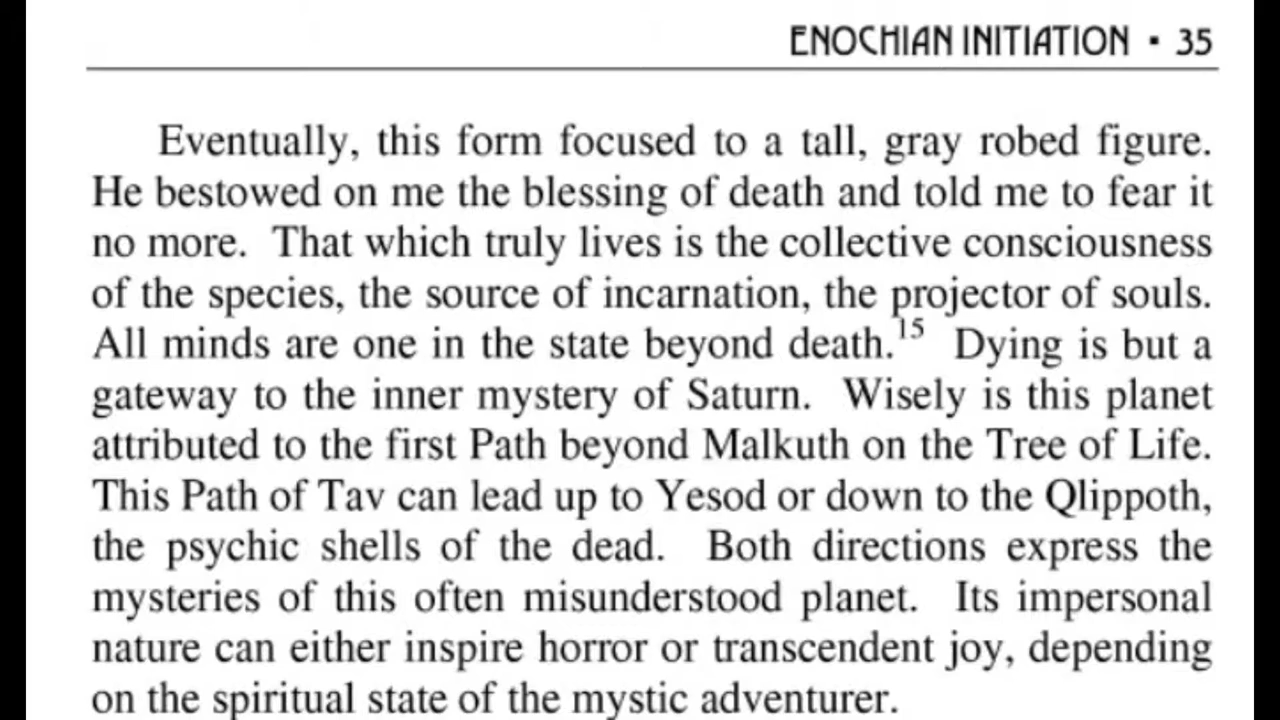 ENOCHIAN INITIATION ▪ 35
Eventually, this form focused to a tall, gray robed figure.
He bestowed on me the blessing of death and told me to fear it
no more. That which truly lives is the collective consciousness
of the species, the source of incarnation, the projector of souls.
All minds are one in the state beyond death.15 Dying is but a
gateway to the inner mystery of Saturn. Wisely is this planet
attributed to the first Path beyond Malkuth on the Tree of Life.
This Path of Tav can lead up to Yesod or down to the Qlippoth,
the psychic shells of the dead. Both directions express the
mysteries of this often misunderstood planet. Its impersonal
nature can either inspire horror or transcendent joy, depending
on the spiritual state of the mystic adventurer.